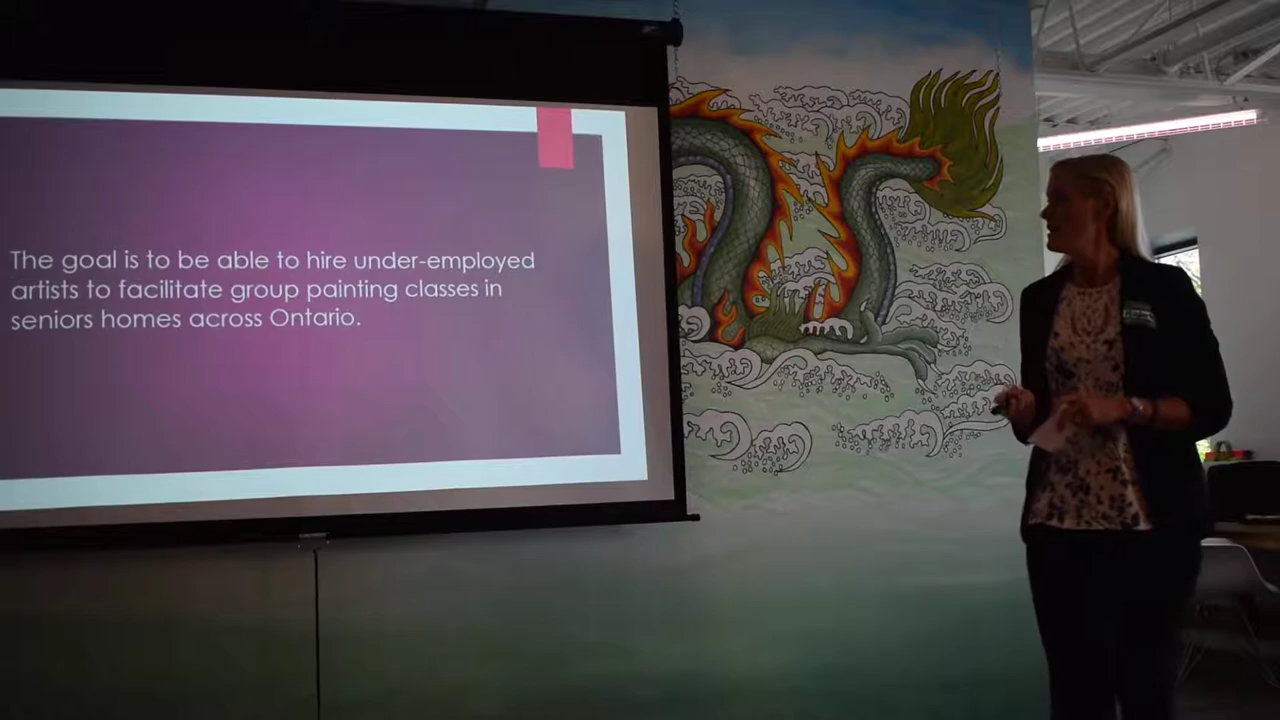 The goal is to be able to hire under-employed
artists to facilitate group painting classes in
seniors homes across Ontario.